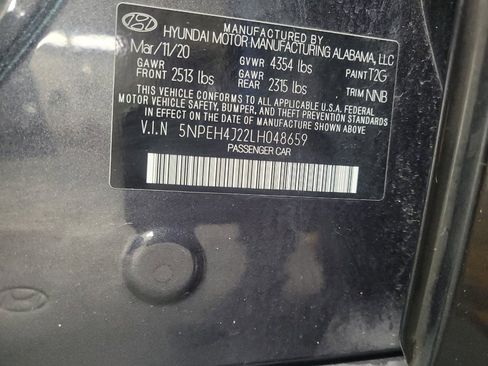 MANUFACTURED BY
HYUNDAI MOTOR MANUFACTURING ALABAMA, LLC
Mar/11/20 GVWR 4354 lbs PAINT T2G
GAWR FRONT 2513 lbs GAWR REAR 2315 lbs TRIM NNB
THIS VEHICLE CONFORMS TO ALL APPLICABLE U.S.A. FEDERAL
MOTOR VEHICLE SAFETY, BUMPER, AND THEFT PREVENTION STANDARDS
IN EFFECT ON THE DATE OF MANUFACTURE SHOWN ABOVE.
V.I.N 5NPEH4J22LH048659
PASSENGER CAR